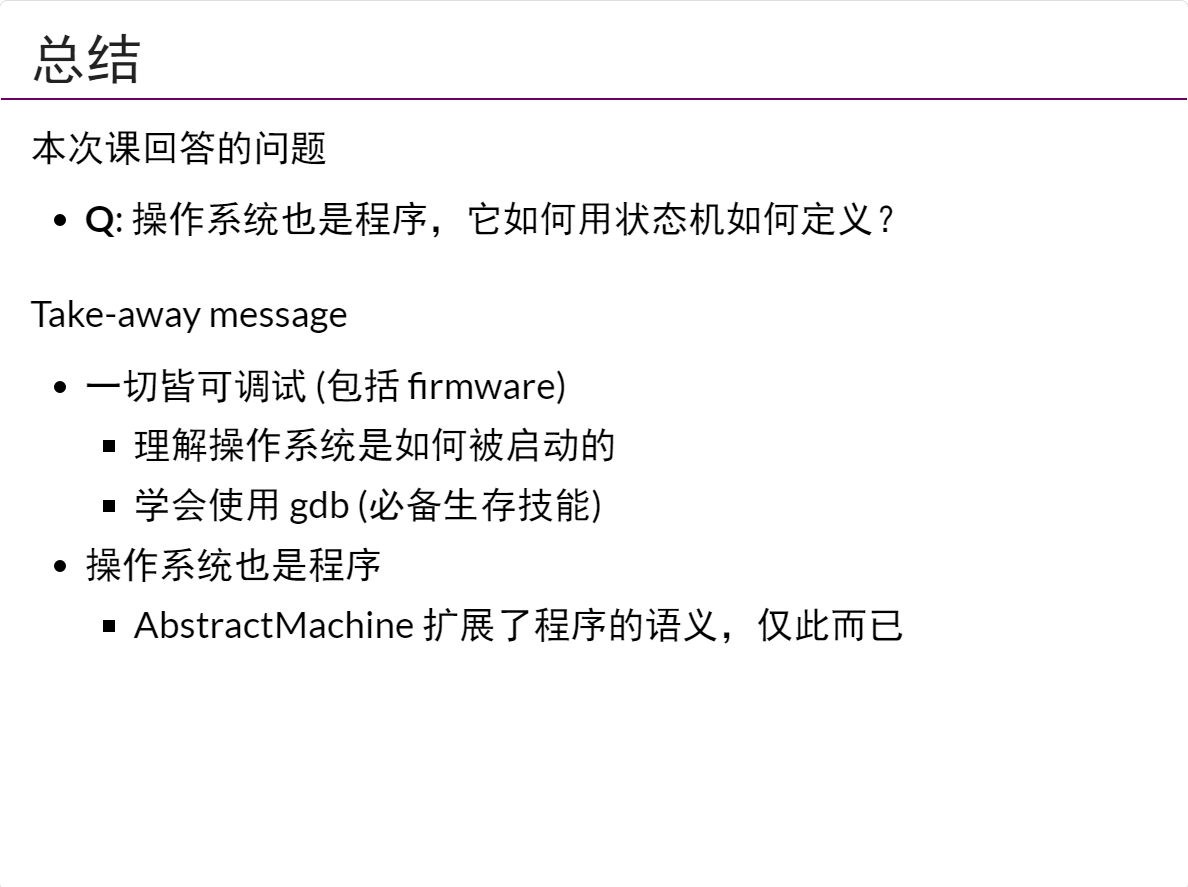 总结
本次课回答的问题
• Q: 操作系统也是程序，它如何用状态机如何定义？
Take-away message
• 一切皆可调试 (包括 firmware)
▪ 理解操作系统是如何被启动的
▪ 学会使用 gdb (必备生存技能)
• 操作系统也是程序
▪ AbstractMachine 扩展了程序的语义，仅此而已